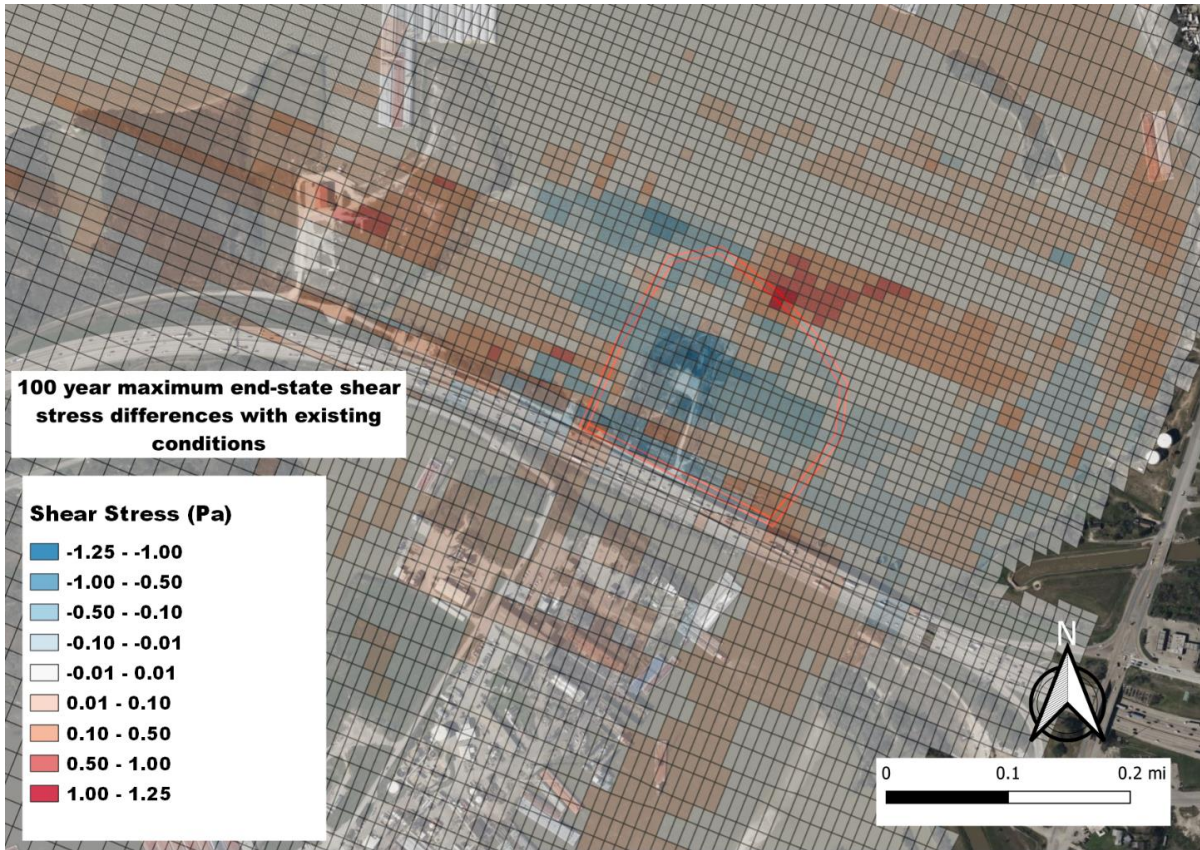 100 year maximum end-state shear
stress differences with existing
conditions
Shear Stress (Pa)
-1.25 - -1.00
-1.00 - -0.50
-0.50 - -0.10
-0.10 - -0.01
-0.01 - 0.01
0.01 - 0.10
0.10 - 0.50
0.50 - 1.00
1.00 - 1.25
N
0 0.1 0.2 mi